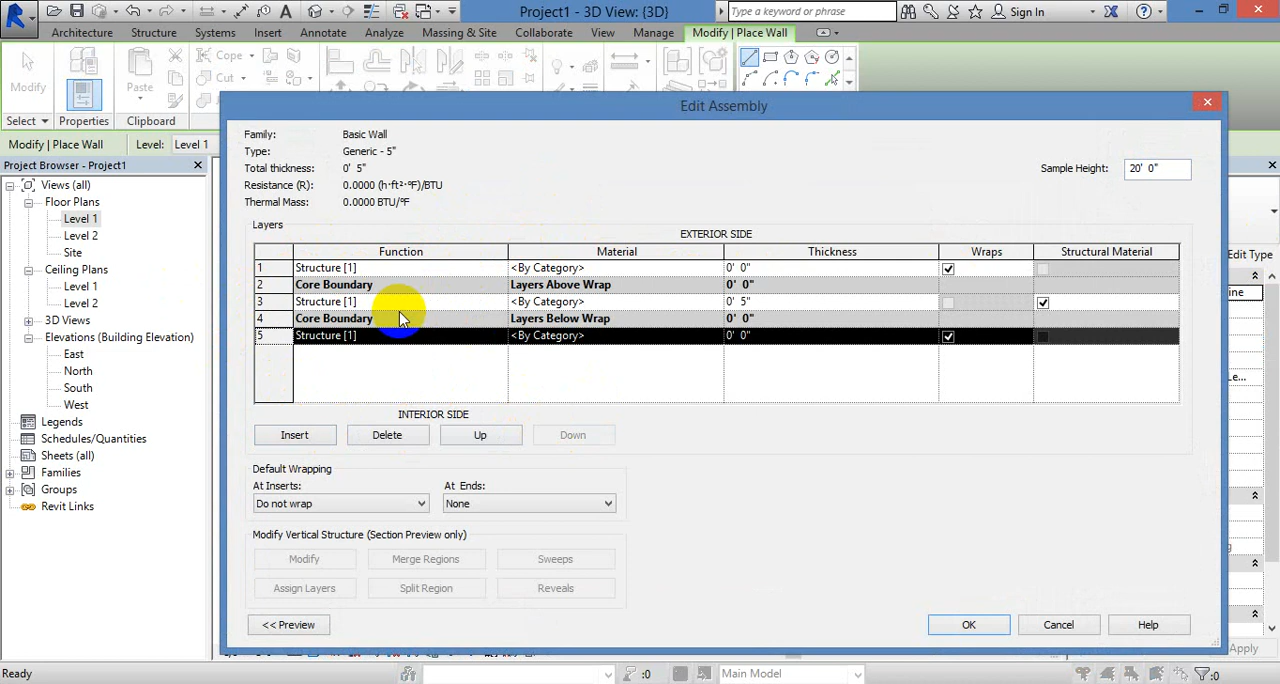 Project1 - 3D View: {3D}
Type a keyword or phrase
Sign In
Architecture Structure Systems Insert Annotate Analyze Massing & Site Collaborate View Manage Modify | Place Wall
Modify
Paste
Cope
Cut
Select Properties Clipboard
Modify | Place Wall Level: Level 1
Project Browser - Project1
Views (all)
Floor Plans
Level 1
Level 2
Site
Ceiling Plans
Level 1
Level 2
3D Views
Elevations (Building Elevation)
East
North
South
West
Legends
Schedules/Quantities
Sheets (all)
Families
Groups
Revit Links
Edit Assembly
Family: Basic Wall
Type: Generic - 5"
Total thickness: 0' 5"
Resistance (R): 0.0000 (h·ft²·°F)/BTU
Thermal Mass: 0.0000 BTU/°F
Sample Height: 20' 0"
Layers
EXTERIOR SIDE
Function Material Thickness Wraps Structural Material
1 Structure [1] <By Category> 0' 0"
2 Core Boundary Layers Above Wrap 0' 0"
3 Structure [1] <By Category> 0' 5"
4 Core Boundary Layers Below Wrap 0' 0"
5 Structure [1] <By Category> 0' 0"
INTERIOR SIDE
Insert Delete Up Down
Default Wrapping
At Inserts: At Ends:
Do not wrap None
Modify Vertical Structure (Section Preview only)
Modify Merge Regions Sweeps
Assign Layers Split Region Reveals
<< Preview OK Cancel Help
Edit Type
Apply
Ready
:0
Main Model
:0